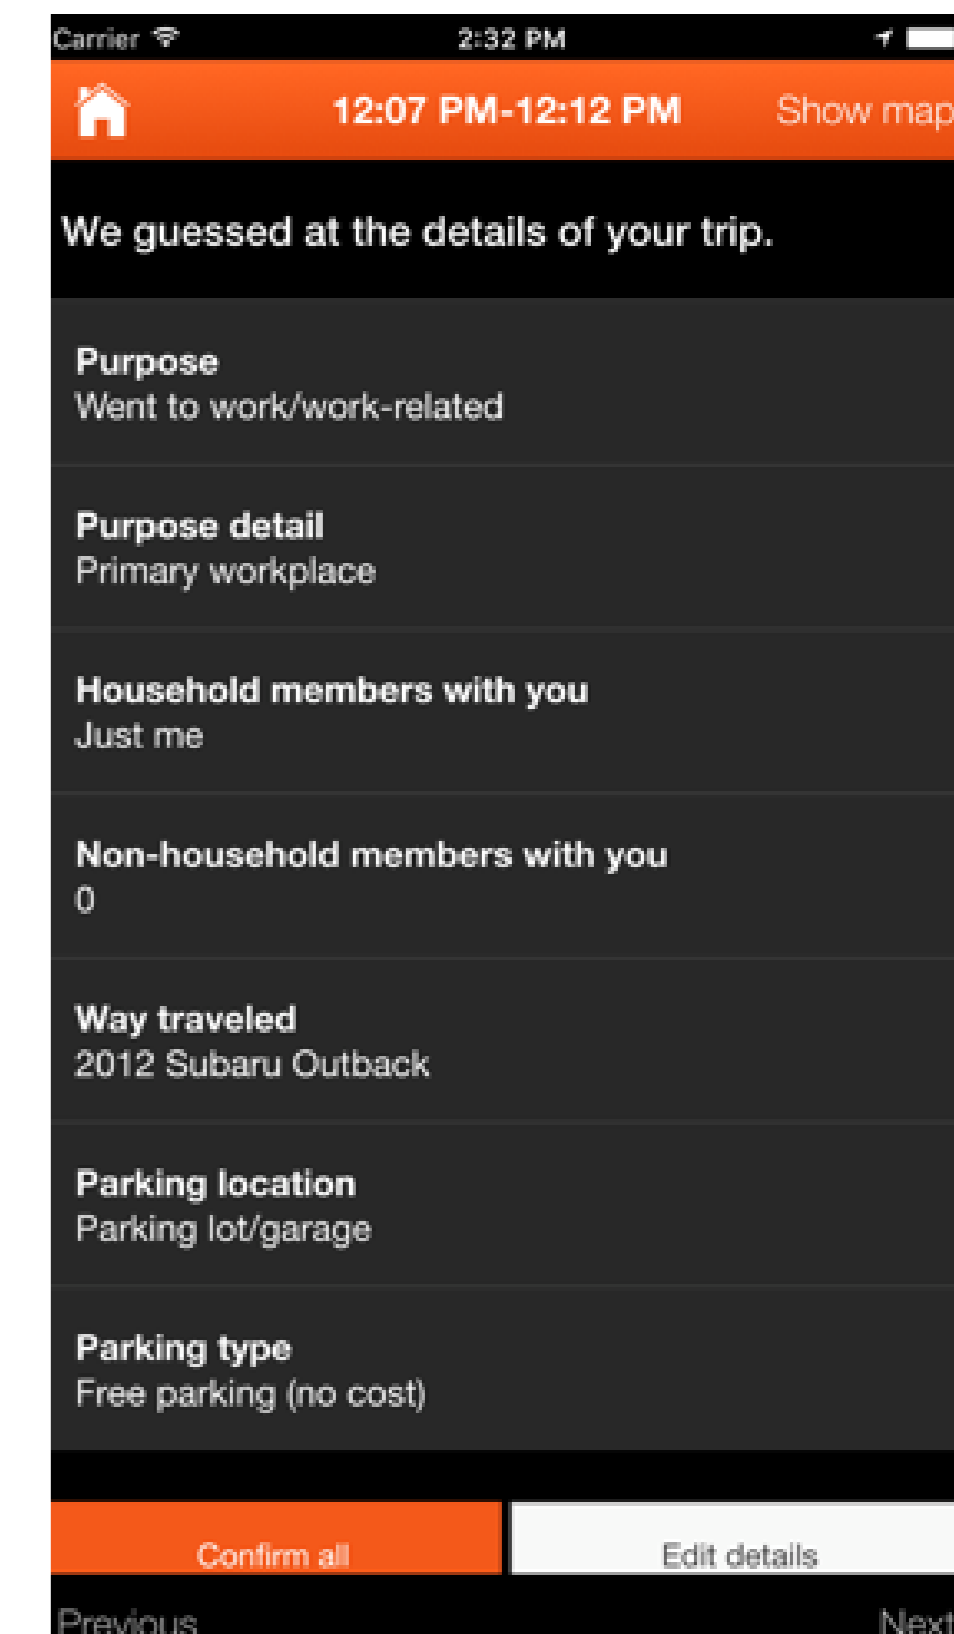 Carrier 2:32 PM
12:07 PM-12:12 PM Show map
We guessed at the details of your trip.
Purpose
Went to work/work-related
Purpose detail
Primary workplace
Household members with you
Just me
Non-household members with you
0
Way traveled
2012 Subaru Outback
Parking location
Parking lot/garage
Parking type
Free parking (no cost)
Confirm all Edit details
Previous Next